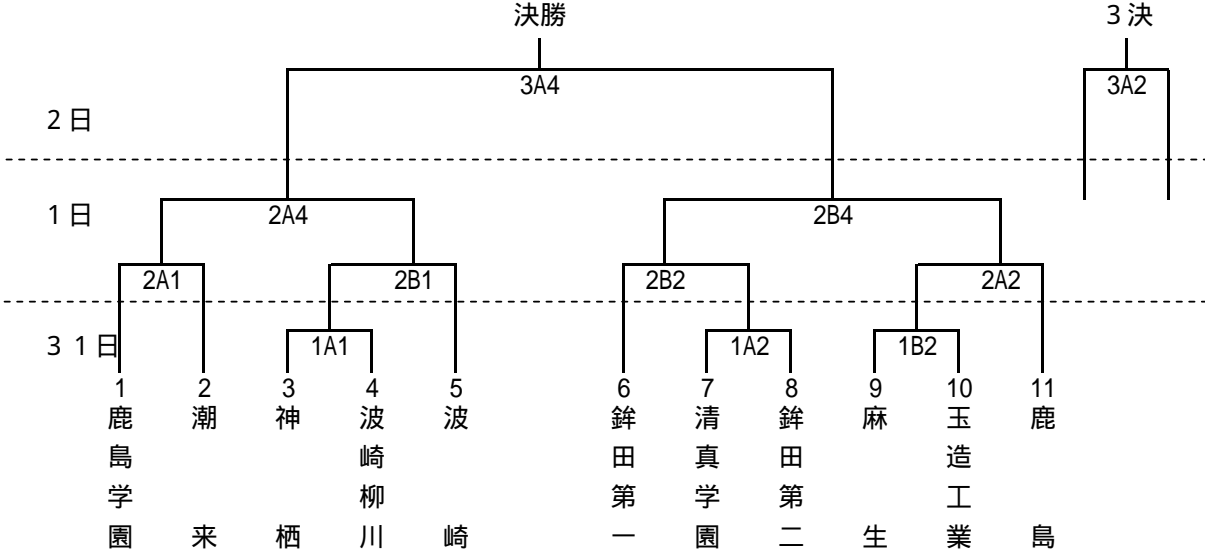 決勝
3決
3A4
3A2
2日
1日
2A4
2B4
2A1
2B1
2B2
2A2
31日
1A1
1A2
1B2
1
2
3
4
5
6
7
8
9
10
11
鹿島学園
潮来
神栖
波崎柳川
波崎
鉾田第一
清真学園
鉾田第二
麻生
玉造工業
鹿島